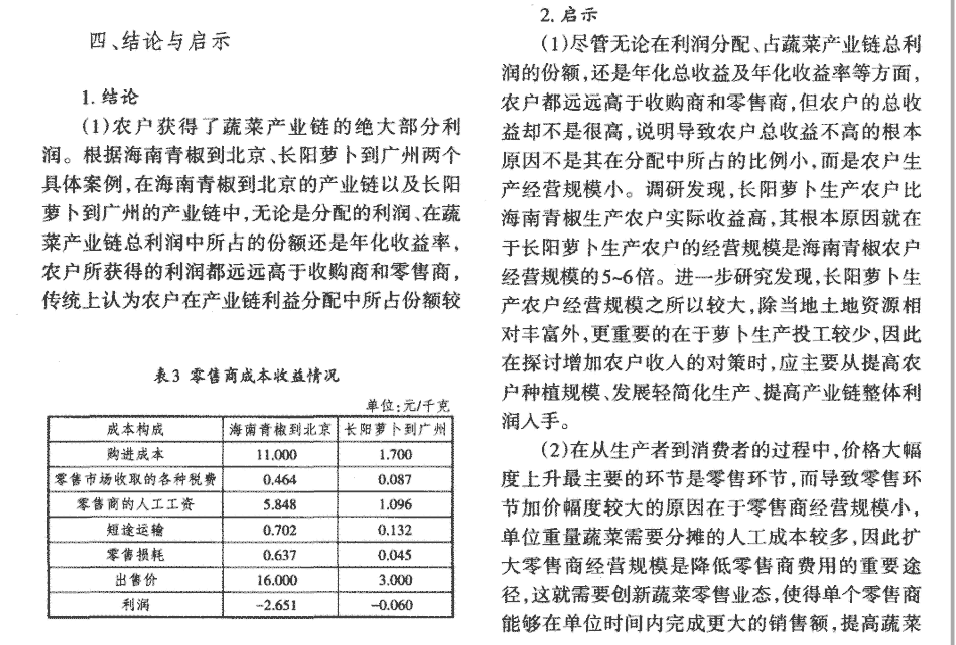 四、结论与启示
1. 结论
(1)农户获得了蔬菜产业链的绝大部分利
润。根据海南青椒到北京、长阳萝卜到广州两个
具体案例,在海南青椒到北京的产业链以及长阳
萝卜到广州的产业链中,无论是分配的利润、在蔬
菜产业链总利润中所占的份额还是年化收益率,
农户所获得的利润都远远高于收购商和零售商,
传统上认为农户在产业链利益分配中所占份额较
表3 零售商成本收益情况
单位:元/千克
成本构成 海南青椒到北京 长阳萝卜到广州
购进成本 11.000 1.700
零售市场收取的各种税费 0.464 0.087
零售商的人工工资 5.848 1.096
短途运输 0.702 0.132
零售损耗 0.637 0.045
出售价 16.000 3.000
利润 -2.651 -0.060
2. 启示
(1)尽管无论在利润分配、占蔬菜产业链总利
润的份额,还是年化总收益及年化收益率等方面,
农户都远远高于收购商和零售商,但农户的总收
益却不是很高,说明导致农户总收益不高的根本
原因不是其在分配中所占的比例小,而是农户生
产经营规模小。调研发现,长阳萝卜生产农户比
海南青椒生产农户实际收益高,其根本原因就在
于长阳萝卜生产农户的经营规模是海南青椒农户
经营规模的5~6倍。进一步研究发现,长阳萝卜生
产农户经营规模之所以较大,除当地土地资源相
对丰富外,更重要的在于萝卜生产投工较少,因此
在探讨增加农户收入的对策时,应主要从提高农
户种植规模、发展轻简化生产、提高产业链整体利
润入手。
(2)在从生产者到消费者的过程中,价格大幅
度上升最主要的环节是零售环节,而导致零售环
节加价幅度较大的原因在于零售商经营规模小,
单位重量蔬菜需要分摊的人工成本较多,因此扩
大零售商经营规模是降低零售商费用的重要途
径,这就需要创新蔬菜零售业态,使得单个零售商
能够在单位时间内完成更大的销售额,提高蔬菜